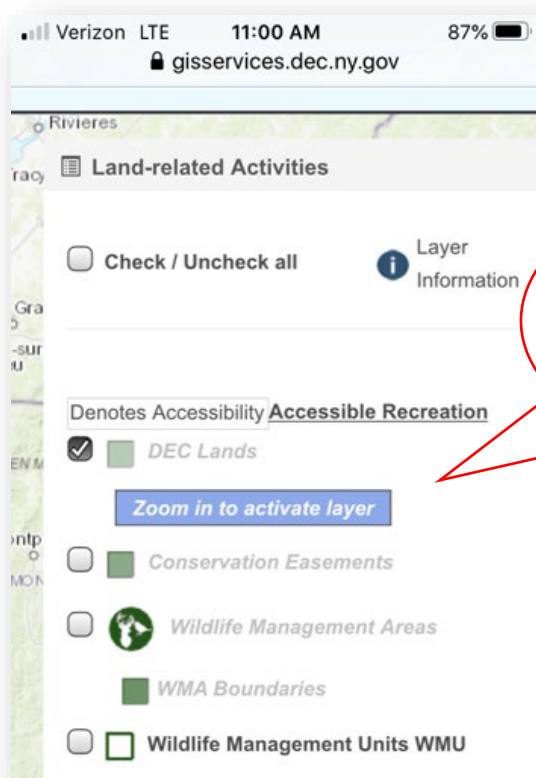 Verizon LTE 11:00 AM 87%
gisservices.dec.ny.gov
Rivieres
Land-related Activities
Check / Uncheck all
i
Layer
Information
Gra
-sur
Denotes Accessibility Accessible Recreation
DEC Lands
Zoom in to activate layer
Conservation Easements
Wildlife Management Areas
WMA Boundaries
Wildlife Management Units WMU